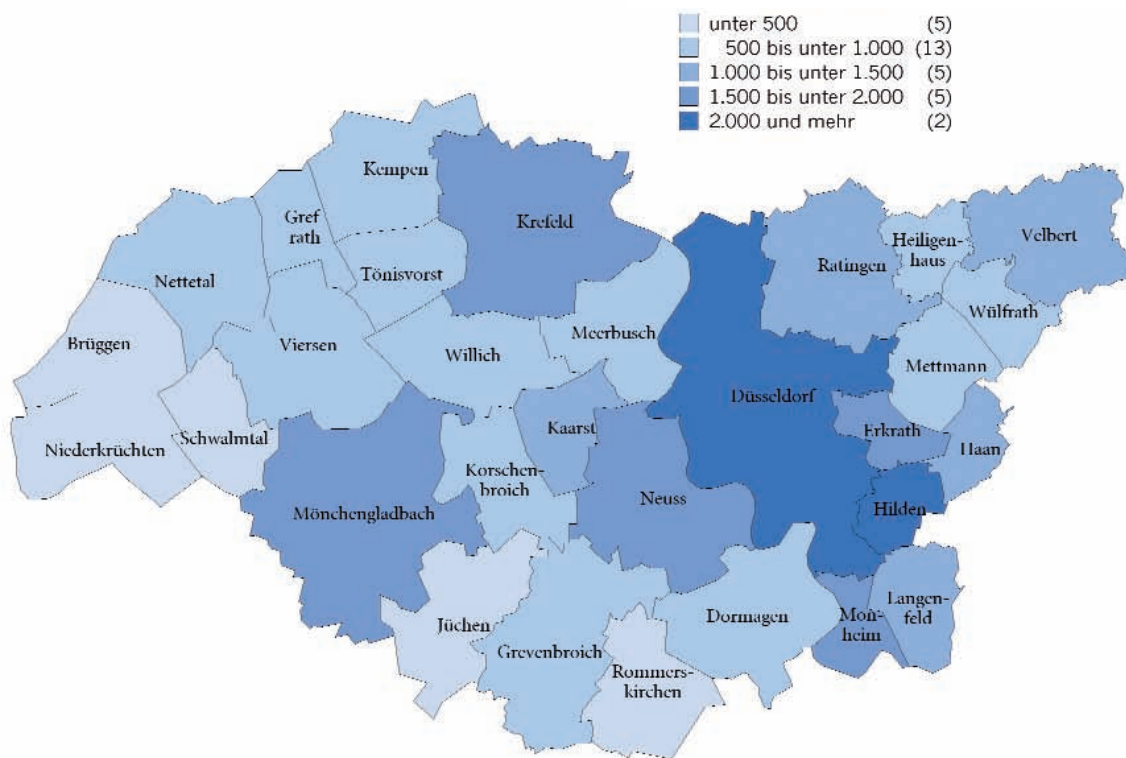 unter 500 (5)
500 bis unter 1.000 (13)
1.000 bis unter 1.500 (5)
1.500 bis unter 2.000 (5)
2.000 und mehr (2)
Kempen
Gref
rath
Krefeld
Heiligen-
haus
Velbert
Ratingen
Nettetal
Tönisvorst
Wülfrath
Meerbusch
Brüggen
Viersen
Willich
Mettmann
Düsseldorf
Kaarst
Erkrath
Schwalmtal
Niederkrüchten
Haan
Korschen-
broich
Neuss
Hilden
Mönchengladbach
Langen-
feld
Dormagen
Mon-
heim
Jüchen
Grevenbroich
Rommers-
kirchen